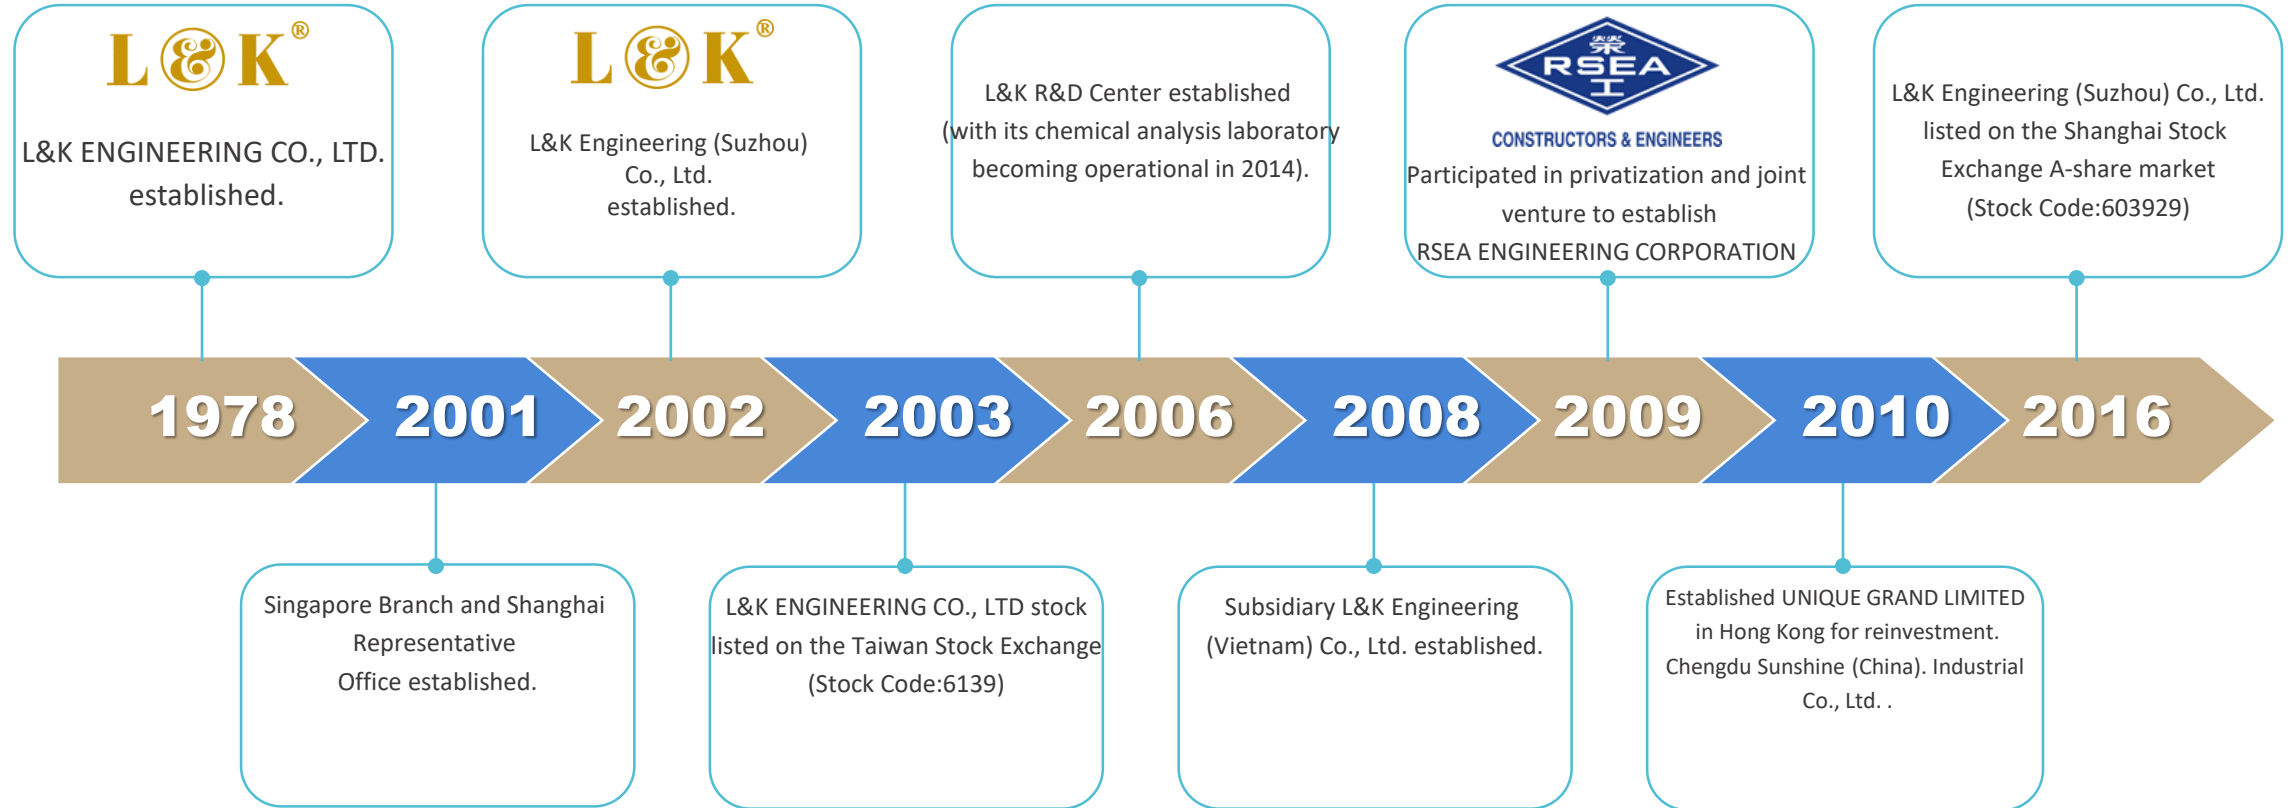 L&K®
L&K ENGINEERING CO., LTD.
established.
L&K®
L&K Engineering (Suzhou)
Co., Ltd.
established.
L&K R&D Center established
(with its chemical analysis laboratory
becoming operational in 2014).
榮
RSEA
工
CONSTRUCTORS & ENGINEERS
Participated in privatization and joint
venture to establish
RSEA ENGINEERING CORPORATION
L&K Engineering (Suzhou) Co., Ltd.
listed on the Shanghai Stock
Exchange A-share market
(Stock Code:603929)
1978
2001
2002
2003
2006
2008
2009
2010
2016
Singapore Branch and Shanghai
Representative
Office established.
L&K ENGINEERING CO., LTD stock
listed on the Taiwan Stock Exchange
(Stock Code:6139)
Subsidiary L&K Engineering
(Vietnam) Co., Ltd. established.
Established UNIQUE GRAND LIMITED
in Hong Kong for reinvestment.
Chengdu Sunshine (China). Industrial
Co., Ltd. .